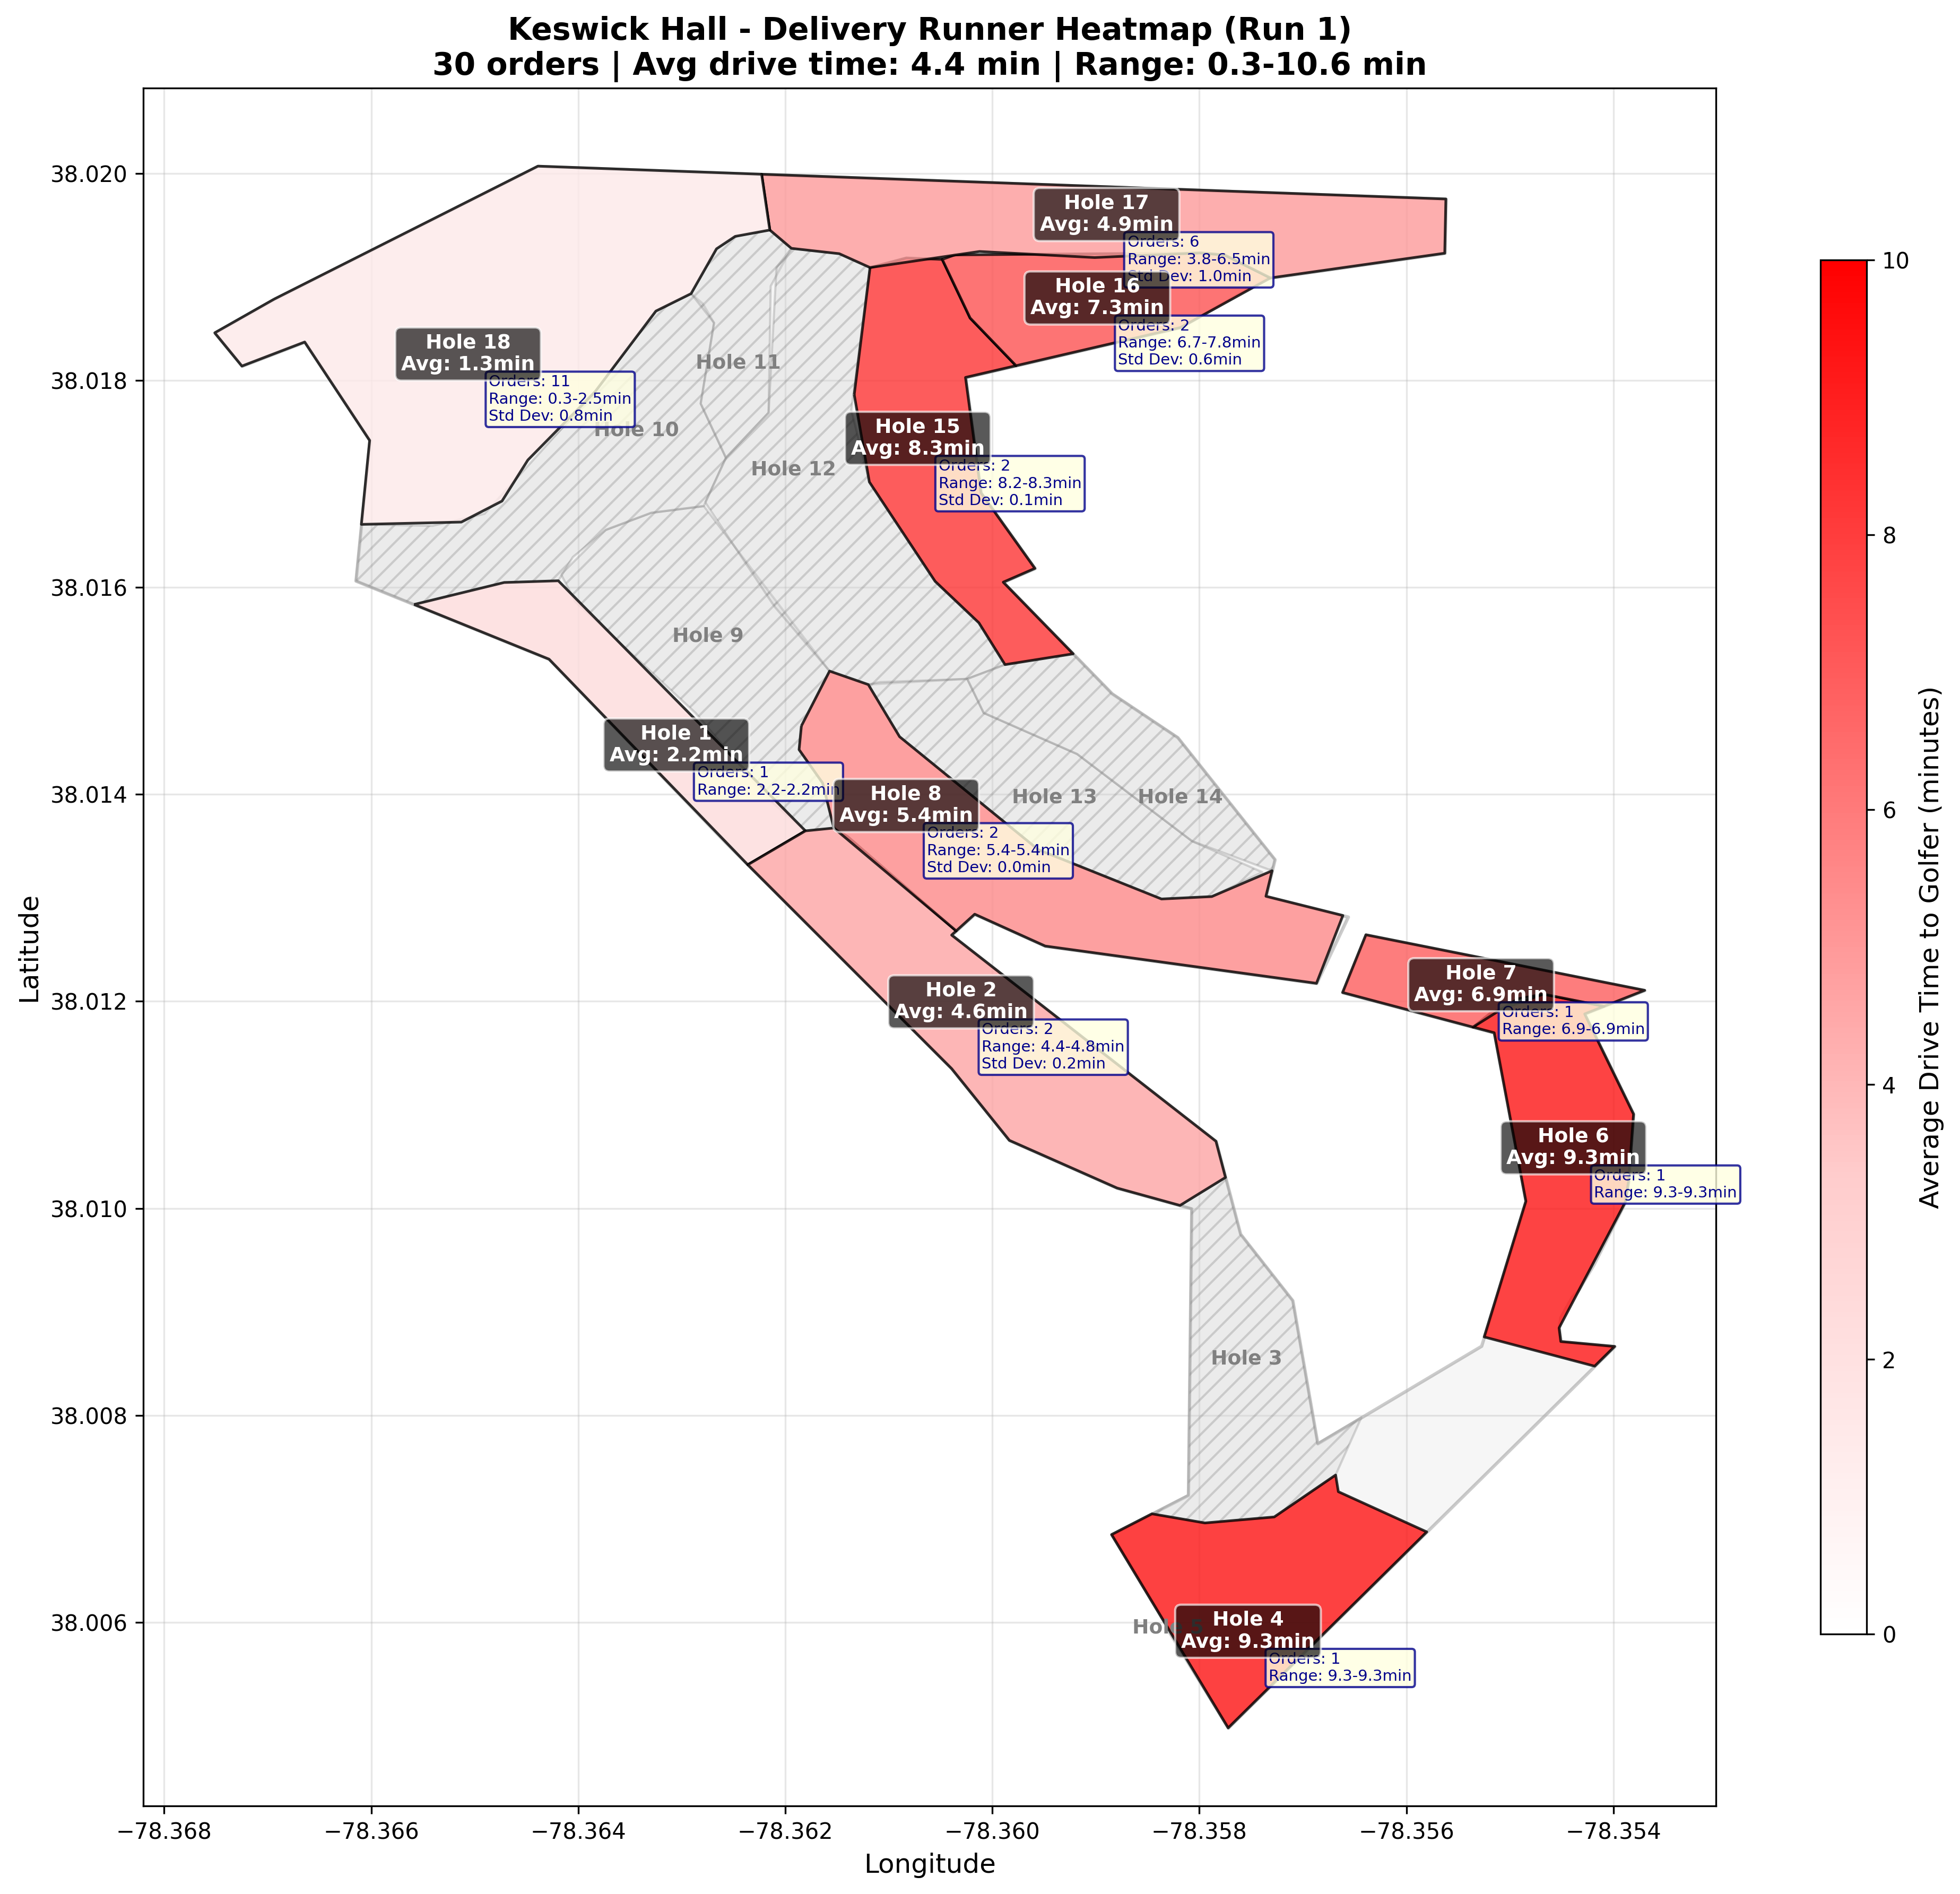 Keswick Hall - Delivery Runner Heatmap (Run 1)
30 orders | Avg drive time: 4.4 min | Range: 0.3-10.6 min
Hole 17
Avg: 4.9min
Orders: 6
Range: 3.8-6.5min
Std Dev: 1.0min
Hole 16
Avg: 7.3min
Orders: 2
Range: 6.7-7.8min
Std Dev: 0.6min
Hole 18
Avg: 1.3min
Orders: 11
Range: 0.3-2.5min
Std Dev: 0.8min
Hole 11
Hole 10
Hole 12
Hole 15
Avg: 8.3min
Orders: 2
Range: 8.2-8.3min
Std Dev: 0.1min
Hole 9
Hole 1
Avg: 2.2min
Orders: 1
Range: 2.2-2.2min
Hole 8
Avg: 5.4min
Orders: 2
Range: 5.4-5.4min
Std Dev: 0.0min
Hole 13
Hole 14
Hole 2
Avg: 4.6min
Orders: 2
Range: 4.4-4.8min
Std Dev: 0.2min
Hole 7
Avg: 6.9min
Orders: 1
Range: 6.9-6.9min
Hole 6
Avg: 9.3min
Orders: 1
Range: 9.3-9.3min
Hole 3
Hole 5
Hole 4
Avg: 9.3min
Orders: 1
Range: 9.3-9.3min
38.020
38.018
38.016
38.014
38.012
38.010
38.008
38.006
Latitude
−78.368
−78.366
−78.364
−78.362
−78.360
−78.358
−78.356
−78.354
Longitude
10
8
6
4
2
0
Average Drive Time to Golfer (minutes)